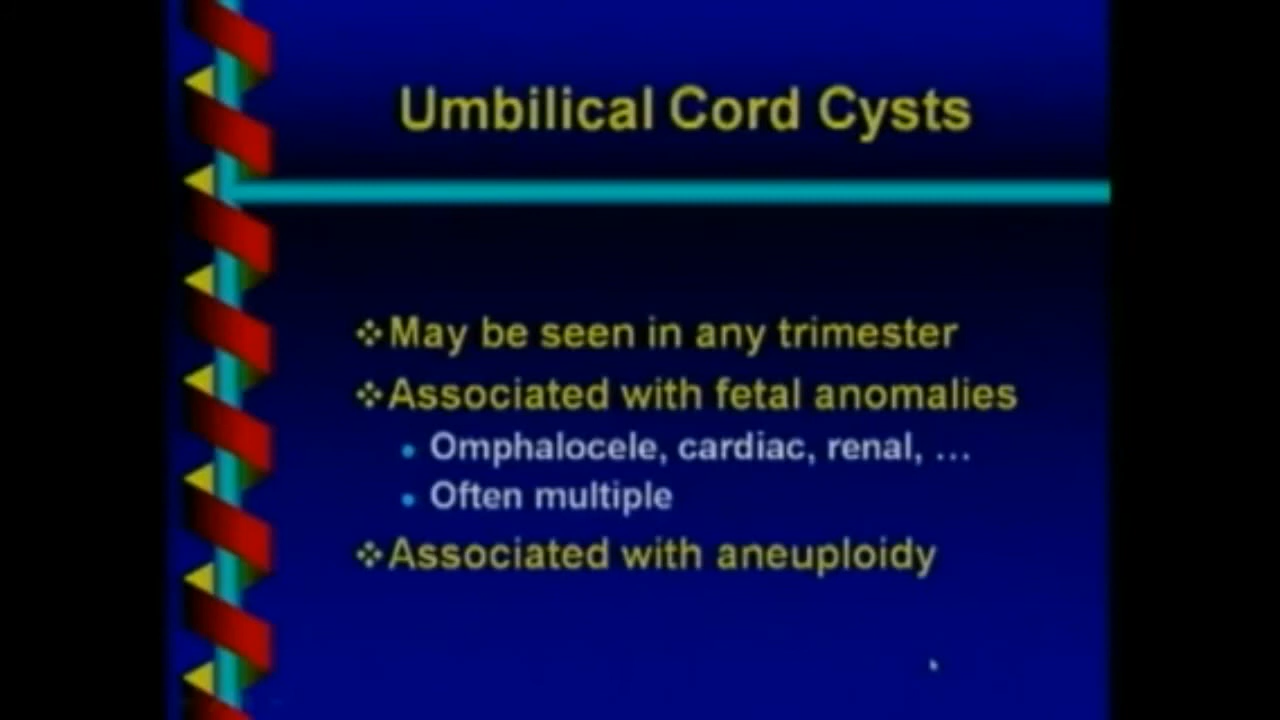 Umbilical Cord Cysts
❖May be seen in any trimester
❖Associated with fetal anomalies
• Omphalocele, cardiac, renal, …
• Often multiple
❖Associated with aneuploidy